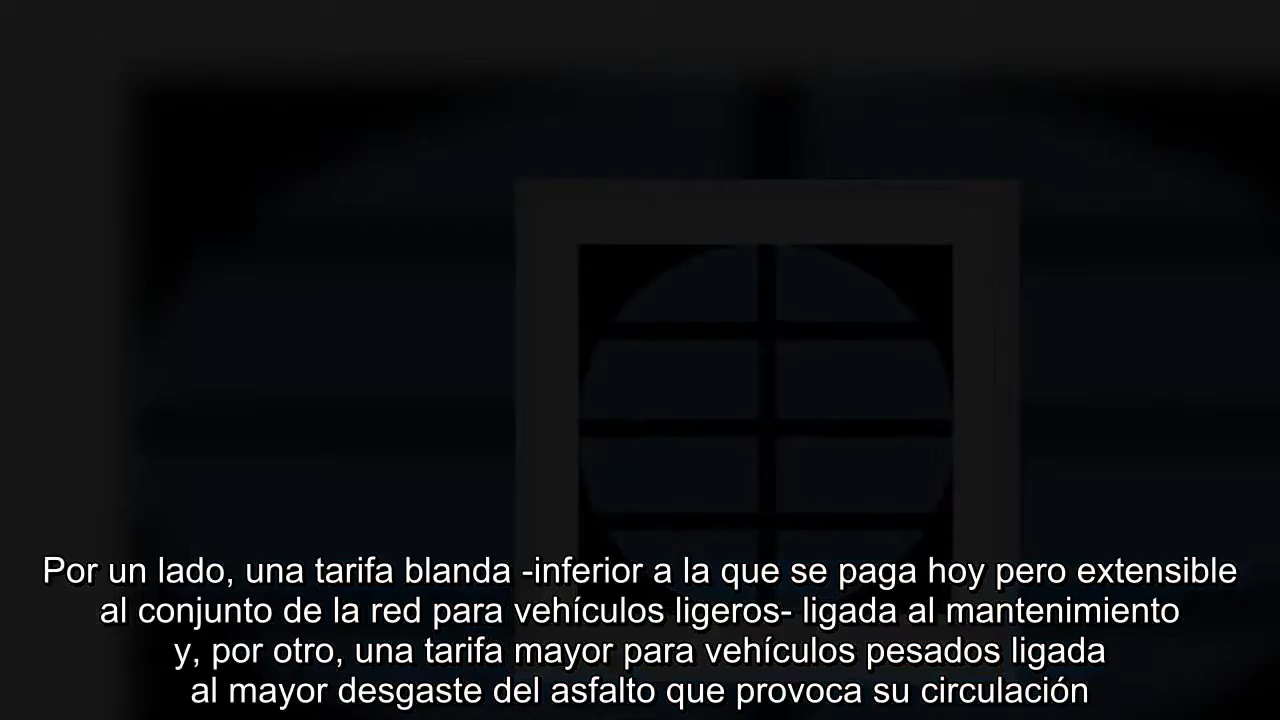 Por un lado, una tarifa blanda -inferior a la que se paga hoy pero extensible
al conjunto de la red para vehículos ligeros- ligada al mantenimiento
y, por otro, una tarifa mayor para vehículos pesados ligada
al mayor desgaste del asfalto que provoca su circulación